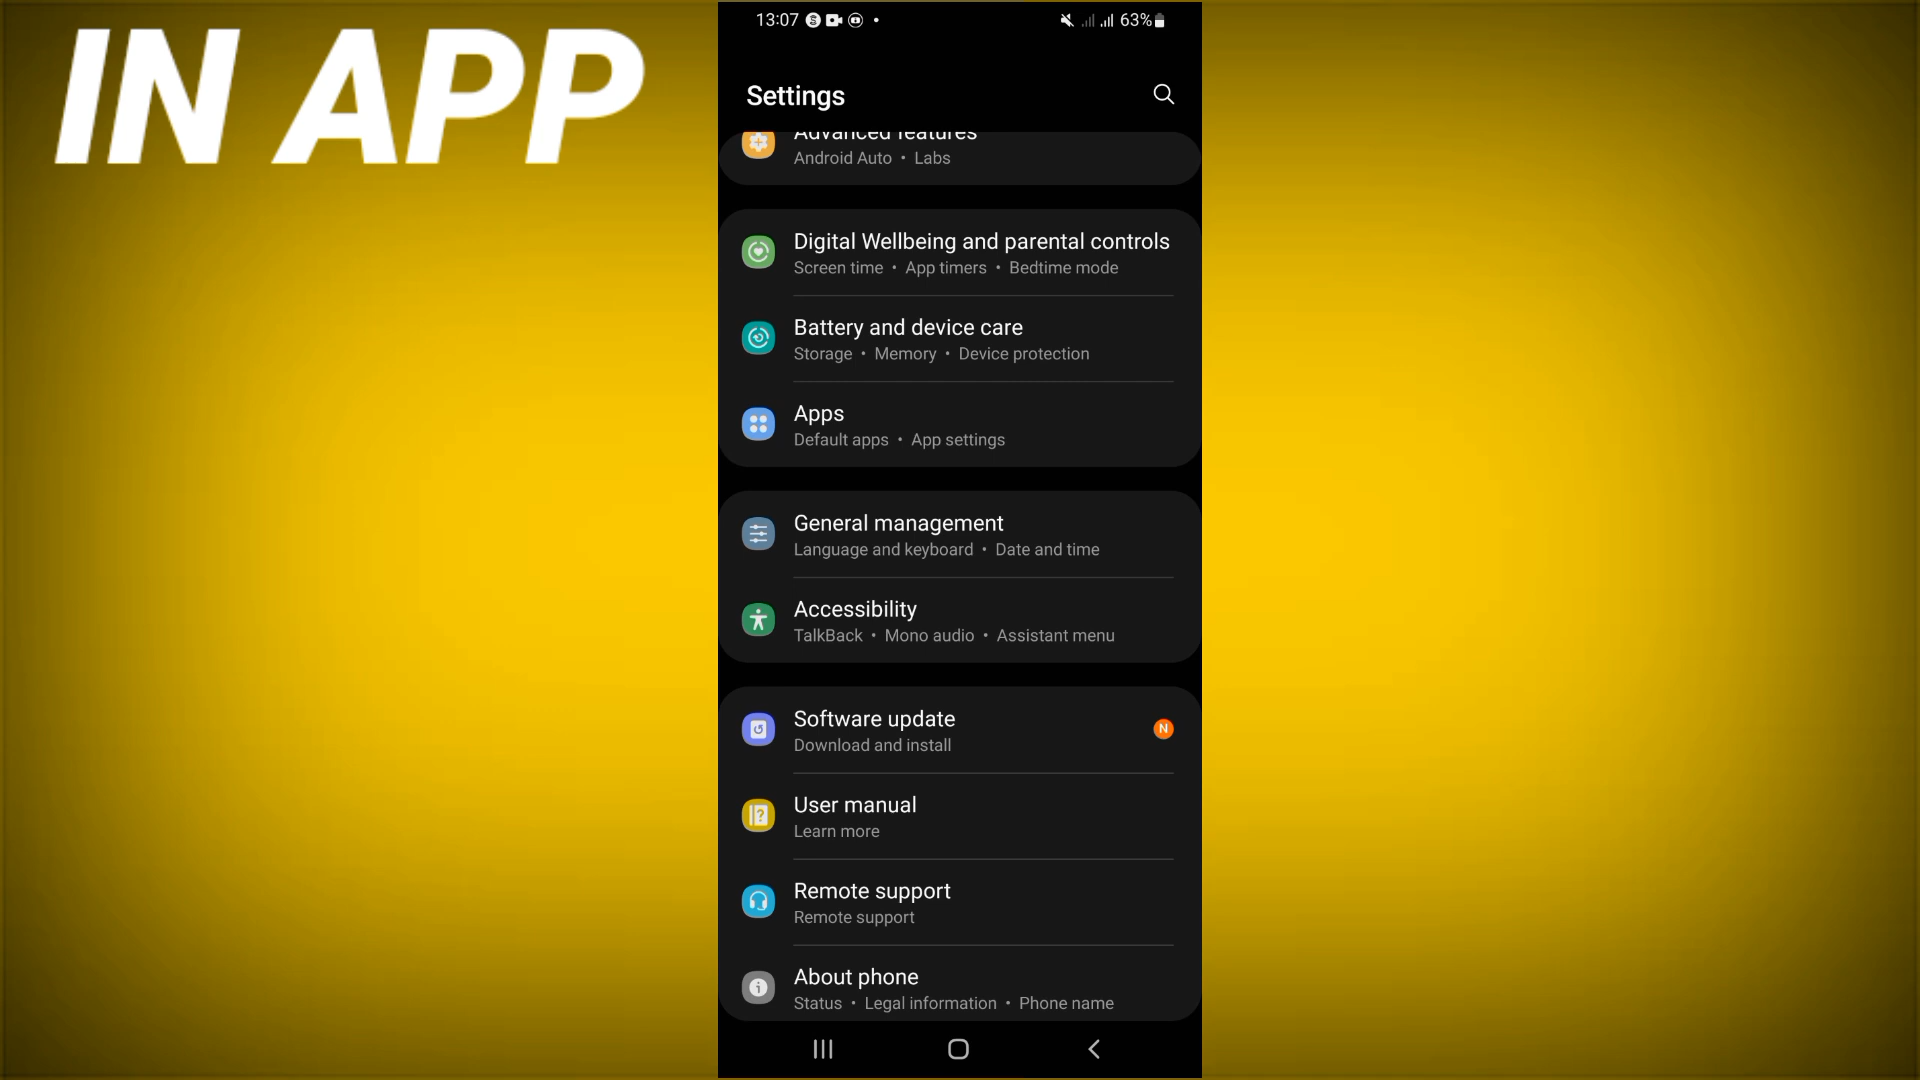 IN APP
13:07
63%
Settings
Advanced features
Android Auto • Labs
Digital Wellbeing and parental controls
Screen time • App timers • Bedtime mode
Battery and device care
Storage • Memory • Device protection
Apps
Default apps • App settings
General management
Language and keyboard • Date and time
Accessibility
TalkBack • Mono audio • Assistant menu
Software update
Download and install
N
User manual
Learn more
Remote support
Remote support
About phone
Status • Legal information • Phone name